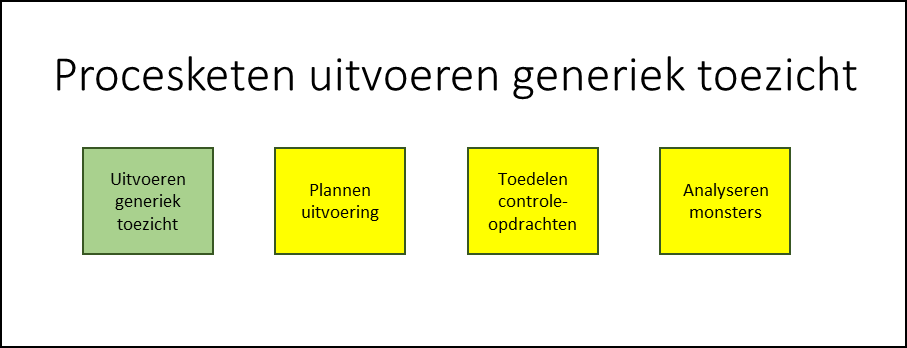 Procesketen uitvoeren generiek toezicht
Uitvoeren
generiek
toezicht
Plannen
uitvoering
Toedelen
controle-
opdrachten
Analyseren
monsters